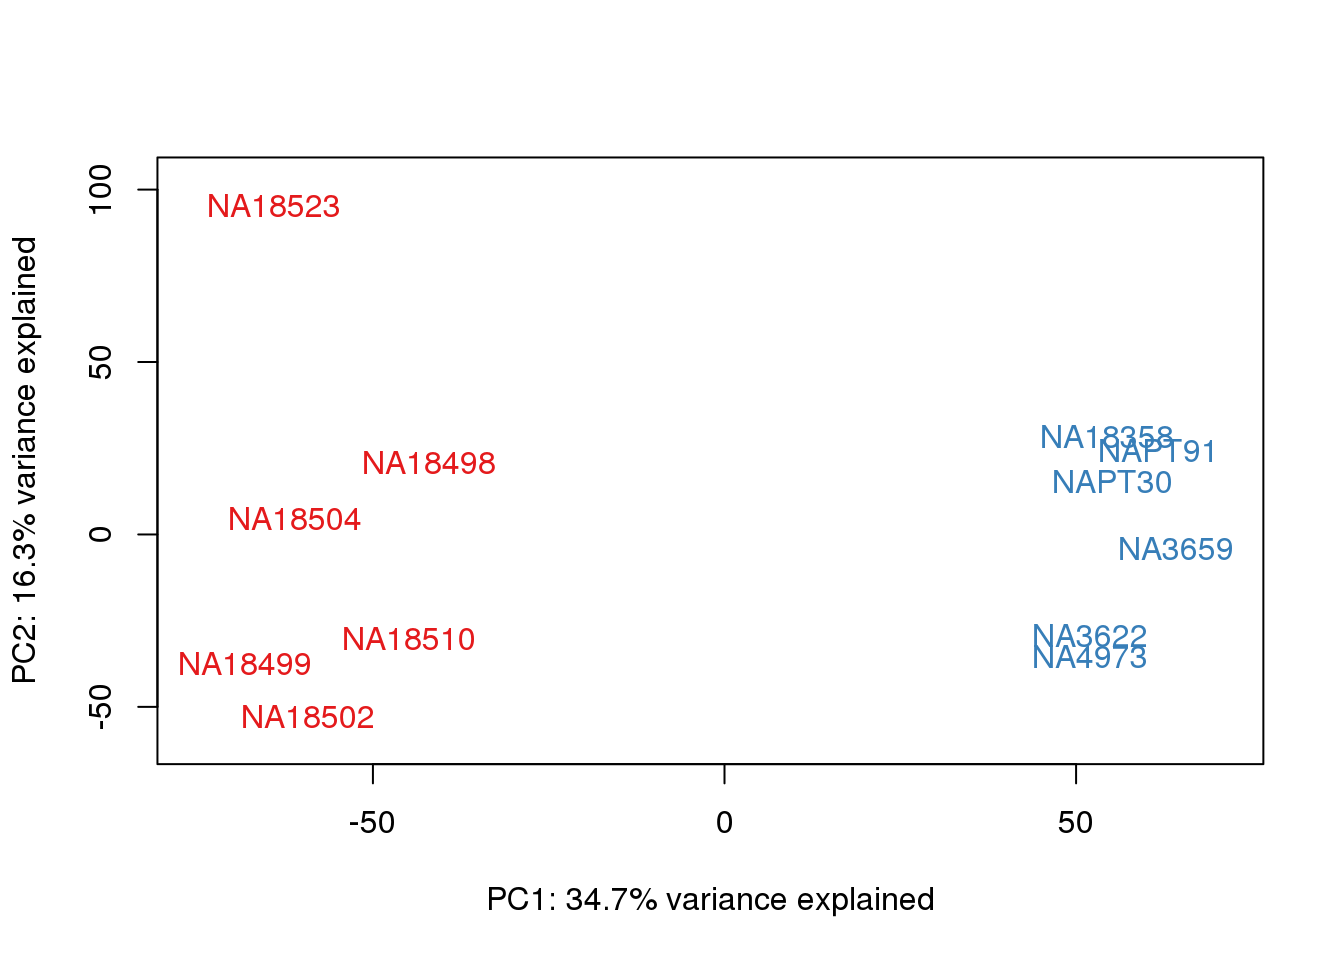 100
50
0
-50
PC2: 16.3% variance explained
NA18523
NA18498
NA18504
NA18510
NA18499
NA18502
NA18358
NAPT91
NAPT30
NA3659
NA3622
NA4973
-50
0
50
PC1: 34.7% variance explained